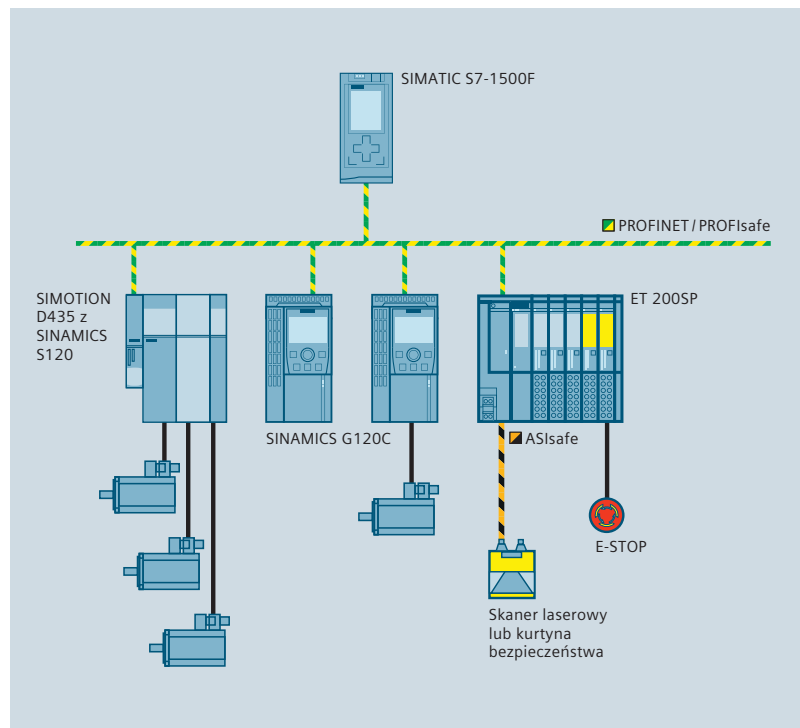 SIMATIC S7-1500F
PROFINET / PROFIsafe
SIMOTION
D435 z
SINAMICS
S120
ET 200SP
SINAMICS G120C
ASIsafe
E-STOP
Skaner laserowy
lub kurtyna
bezpieczeństwa